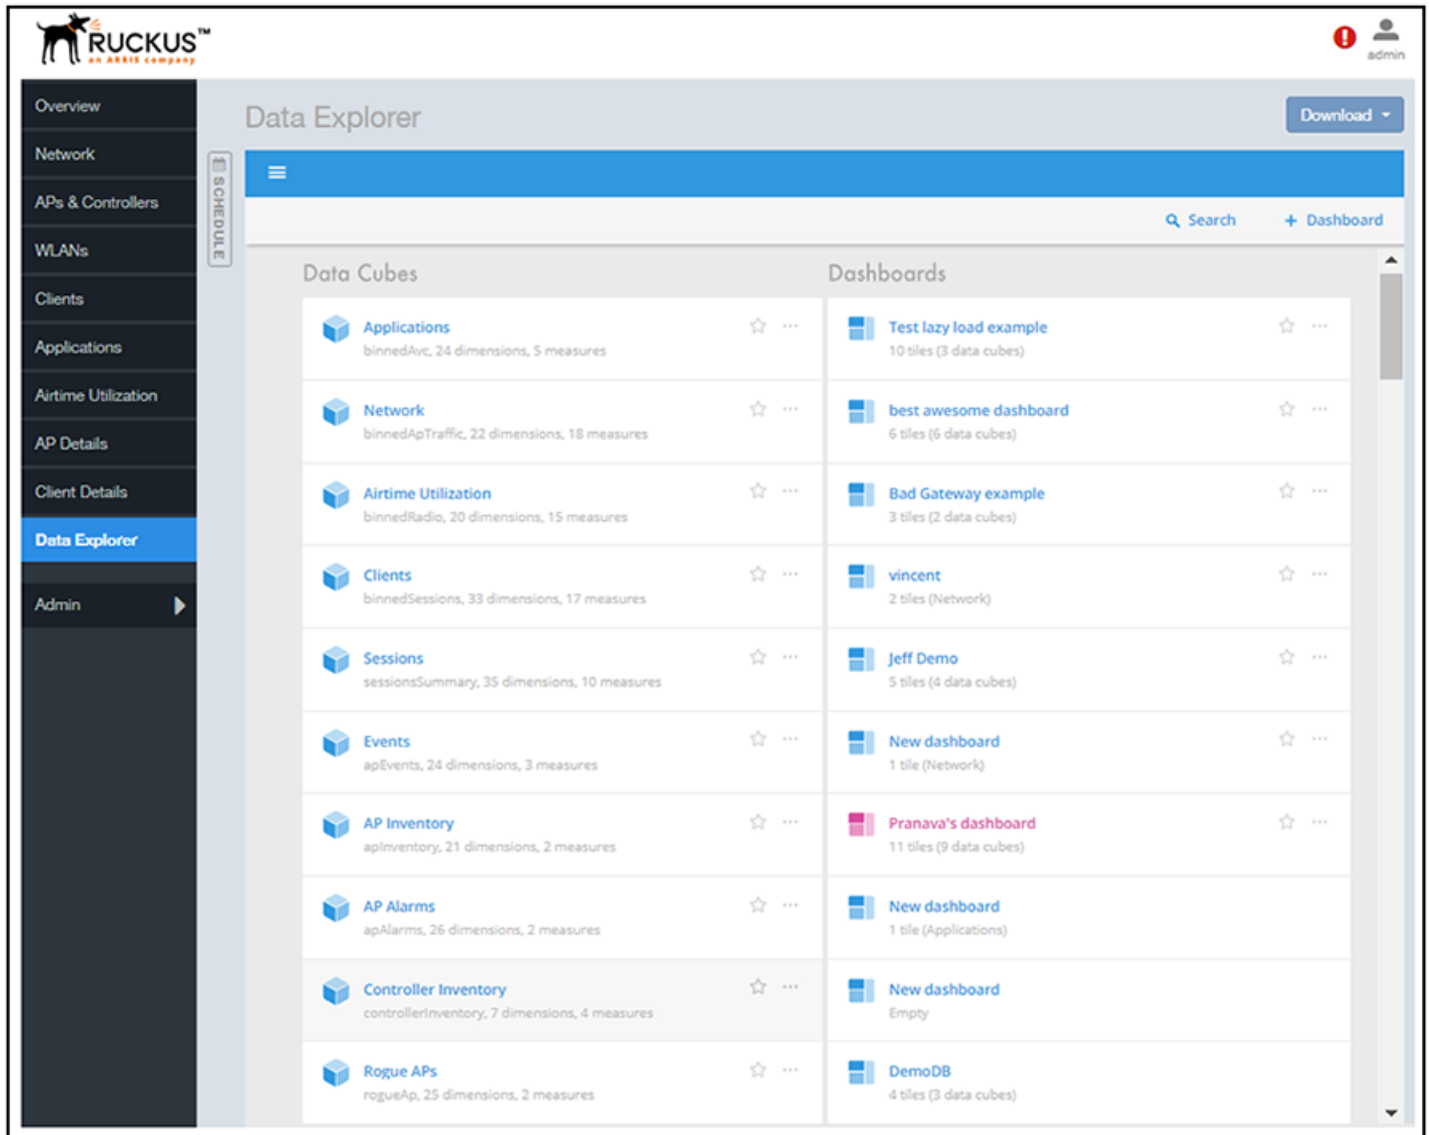 RUCKUS™
an ARRIS company
admin
Overview
Network
APs & Controllers
WLANs
Clients
Applications
Airtime Utilization
AP Details
Client Details
Data Explorer
Admin
SCHEDULE
Data Explorer
Download
Search
+ Dashboard
Data Cubes
Applications
binnedAvc, 24 dimensions, 5 measures
Network
binnedApTraffic, 22 dimensions, 18 measures
Airtime Utilization
binnedRadio, 20 dimensions, 15 measures
Clients
binnedSessions, 33 dimensions, 17 measures
Sessions
sessionsSummary, 35 dimensions, 10 measures
Events
apEvents, 24 dimensions, 3 measures
AP Inventory
apInventory, 21 dimensions, 2 measures
AP Alarms
apAlarms, 26 dimensions, 2 measures
Controller Inventory
controllerInventory, 7 dimensions, 4 measures
Rogue APs
rogueAp, 25 dimensions, 2 measures
Dashboards
Test lazy load example
10 tiles (3 data cubes)
best awesome dashboard
6 tiles (6 data cubes)
Bad Gateway example
3 tiles (2 data cubes)
vincent
2 tiles (Network)
Jeff Demo
5 tiles (4 data cubes)
New dashboard
1 tile (Network)
Pranava's dashboard
11 tiles (9 data cubes)
New dashboard
1 tile (Applications)
New dashboard
Empty
DemoDB
4 tiles (3 data cubes)